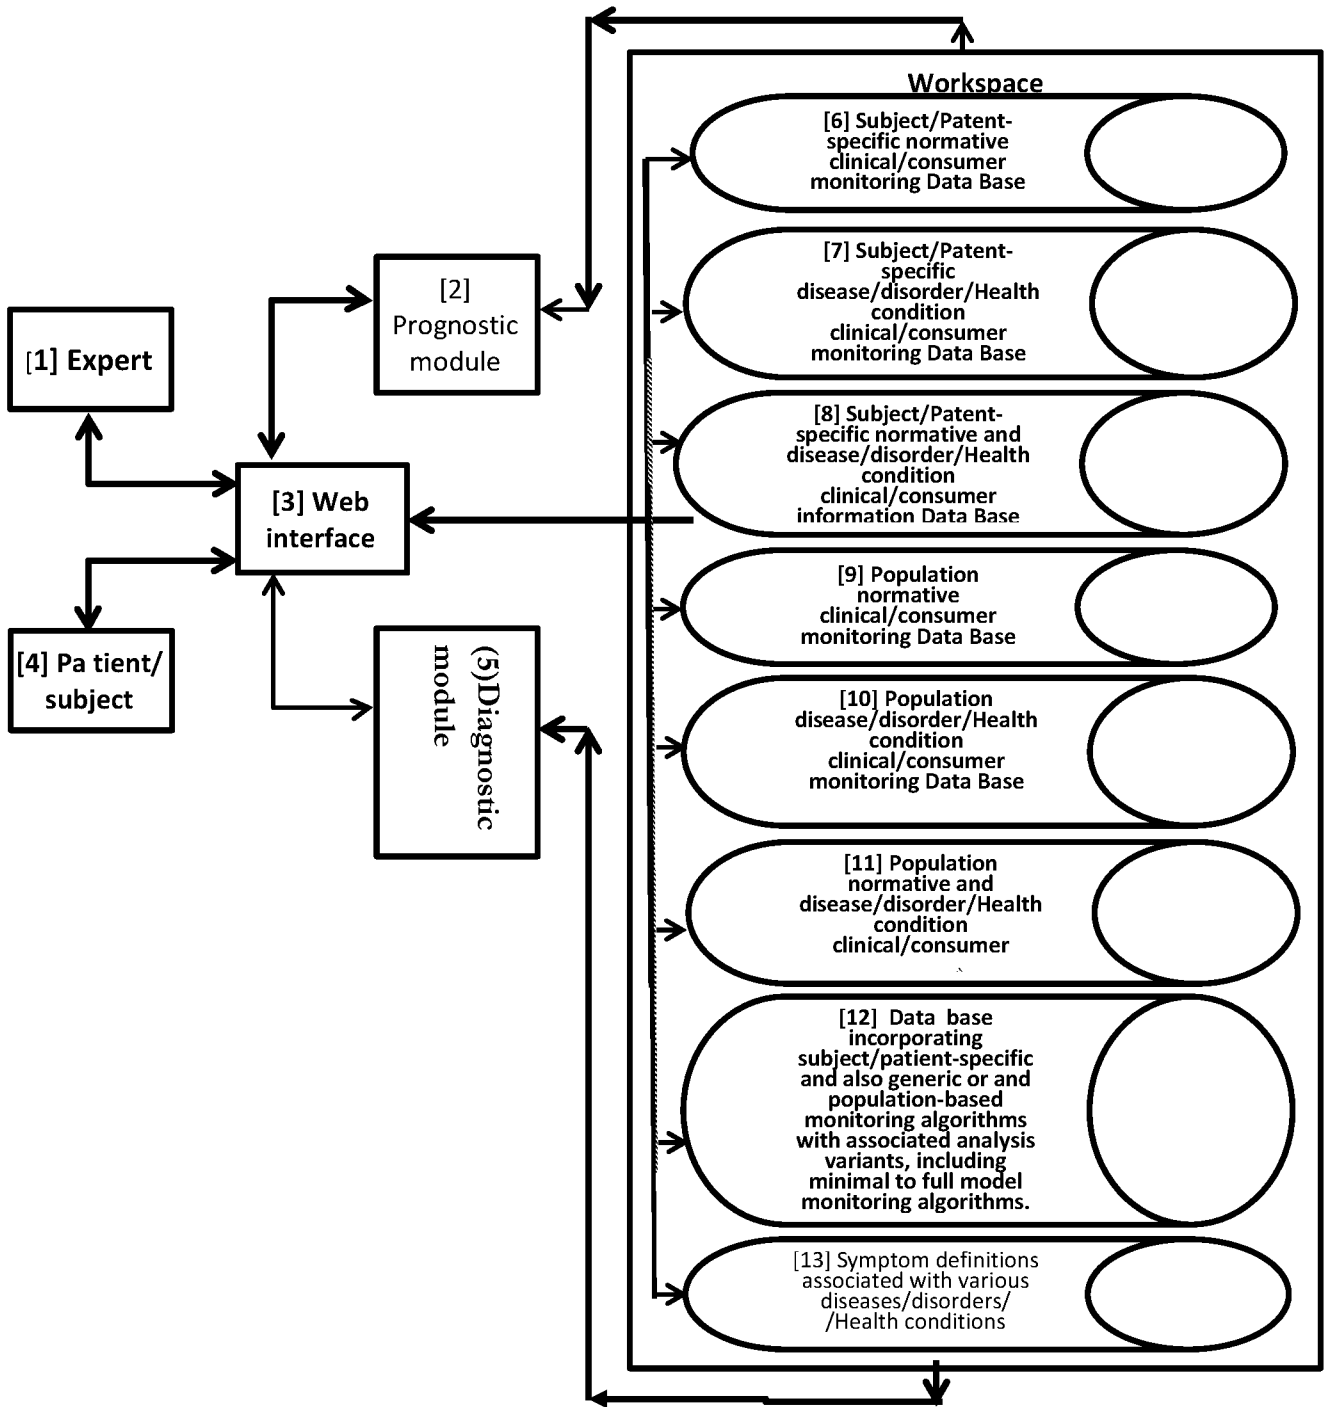 Workspace
[6] Subject/Patent-
specific normative
clinical/consumer
monitoring Data Base
[7] Subject/Patent-
specific
disease/disorder/Health
condition
clinical/consumer
monitoring Data Base
[2]
Prognostic
module
[1] Expert
[8] Subject/Patent-
specific normative and
disease/disorder/Health
condition
clinical/consumer
information Data Base
[3] Web
interface
[9] Population
normative
clinical/consumer
monitoring Data Base
[4] Pa tient/
subject
(5)Diagnostic
module
[10] Population
disease/disorder/Health
condition
clinical/consumer
monitoring Data Base
[11] Population
normative and
disease/disorder/Health
condition
clinical/consumer
[12] Data base
incorporating
subject/patient-specific
and also generic or and
population-based
monitoring algorithms
with associated analysis
variants, including
minimal to full model
monitoring algorithms.
[13] Symptom definitions
associated with various
diseases/disorders/
/Health conditions